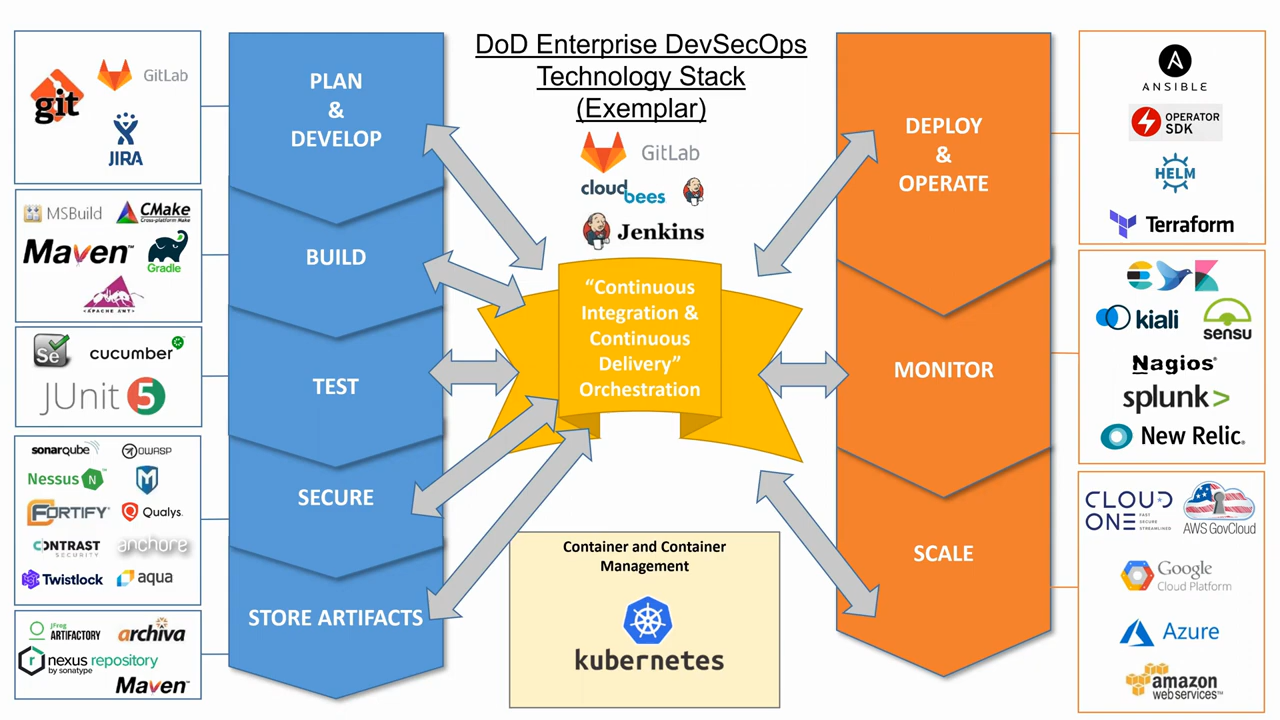 DoD Enterprise DevSecOps
Technology Stack
(Exemplar)
git
GitLab
JIRA
PLAN
&
DEVELOP
MSBuild
CMake
Cross-platform Make
Maven™
Gradle
APACHE ANT
BUILD
Se
cucumber
JUnit 5
TEST
sonarqube
OWASP
Nessus N
FORTIFY
Qualys.
CONTRAST
SECURITY
anchore
Twistlock
aqua
SECURE
JFrog
ARTIFACTORY
archiva
nexus repository
by sonatype
Maven™
STORE ARTIFACTS
GitLab
cloudbees
Jenkins
“Continuous
Integration &
Continuous
Delivery”
Orchestration
Container and Container
Management
kubernetes
DEPLOY
&
OPERATE
ANSIBLE
OPERATOR
SDK
HELM
Terraform
MONITOR
kiali
sensu
Nagios®
splunk>
New Relic.
SCALE
CLOUD
ONE
FAST
SECURE
STREAMLINED
AWS GovCloud
Google
Cloud Platform
Azure
amazon
web services™